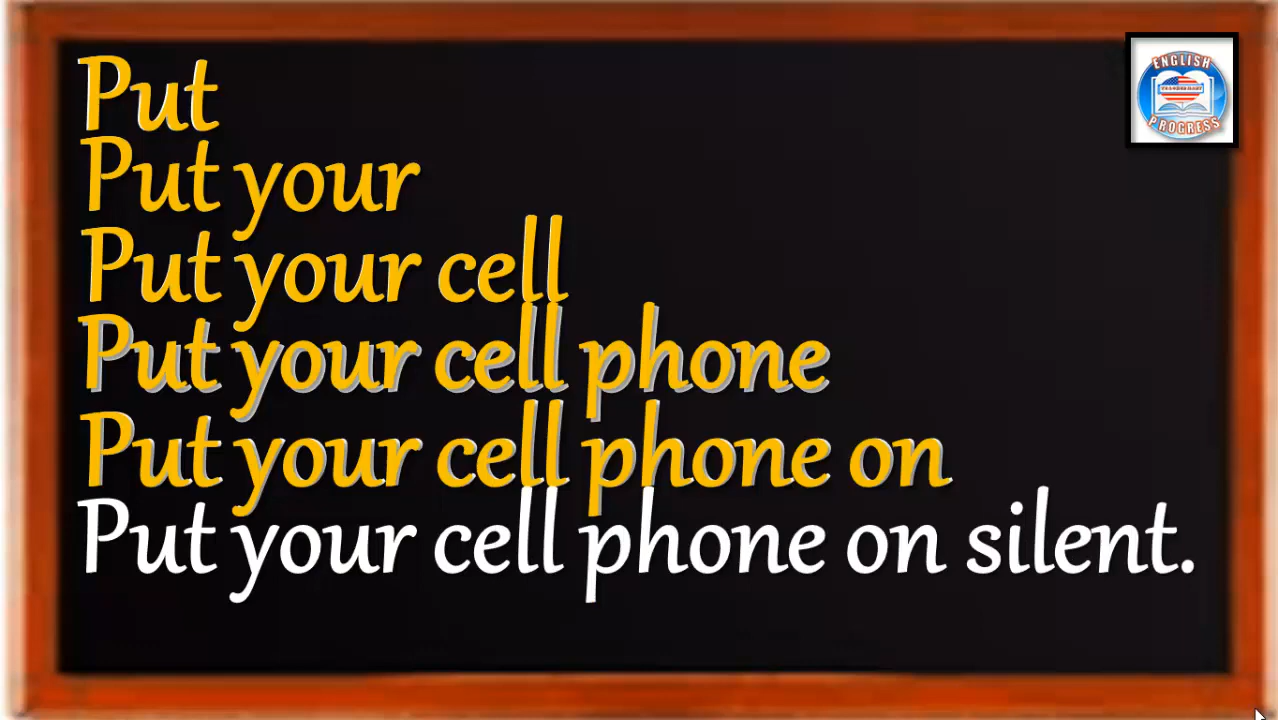 Put
Put your
Put your cell
Put your cell phone
Put your cell phone on
Put your cell phone on silent.
ENGLISH
PROGRESS